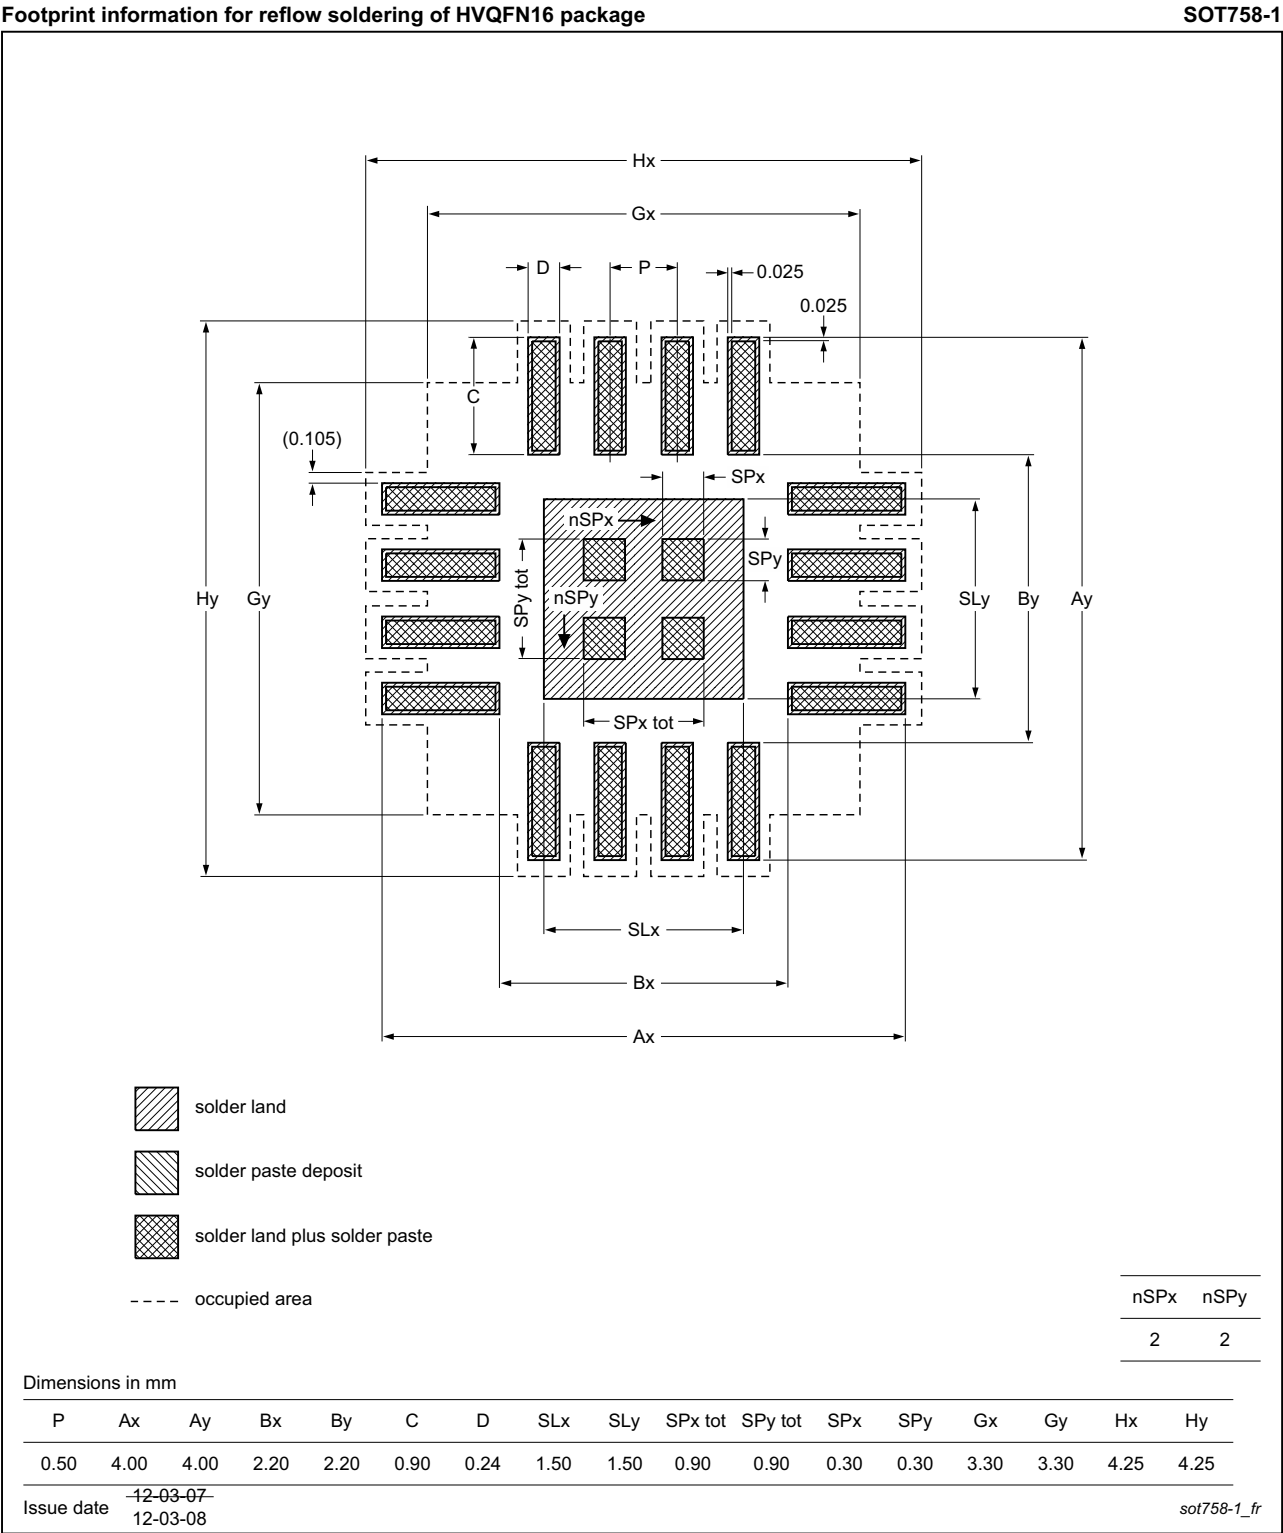 Footprint information for reflow soldering of HVQFN16 package SOT758-1
Hx
Gx
D P 0.025
0.025
C
(0.105)
SPx
nSPx
SPy
SPy tot
nSPy
Hy Gy SLy By Ay
SPx tot
SLx
Bx
Ax
solder land
solder paste deposit
solder land plus solder paste
occupied area
nSPx nSPy
2 2
Dimensions in mm
P Ax Ay Bx By C D SLx SLy SPx tot SPy tot SPx SPy Gx Gy Hx Hy
0.50 4.00 4.00 2.20 2.20 0.90 0.24 1.50 1.50 0.90 0.90 0.30 0.30 3.30 3.30 4.25 4.25
Issue date 12-03-07
12-03-08
sot758-1_fr